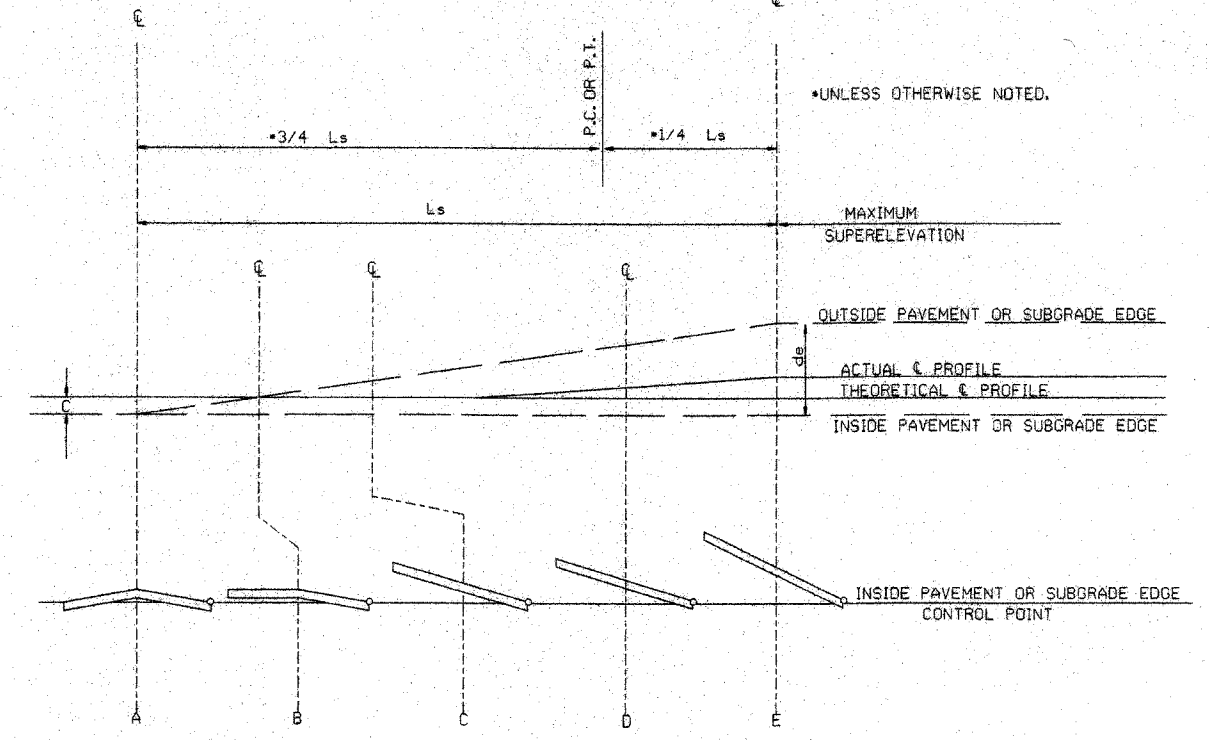 ℄ ℄
P.C. OR P.T.
*UNLESS OTHERWISE NOTED.
*3/4 Ls *1/4 Ls
Ls
MAXIMUM
SUPERELEVATION
℄ ℄ ℄
OUTSIDE PAVEMENT OR SUBGRADE EDGE
de
ACTUAL ℄ PROFILE
THEORETICAL ℄ PROFILE
C
INSIDE PAVEMENT OR SUBGRADE EDGE
INSIDE PAVEMENT OR SUBGRADE EDGE
CONTROL POINT
A B C D E